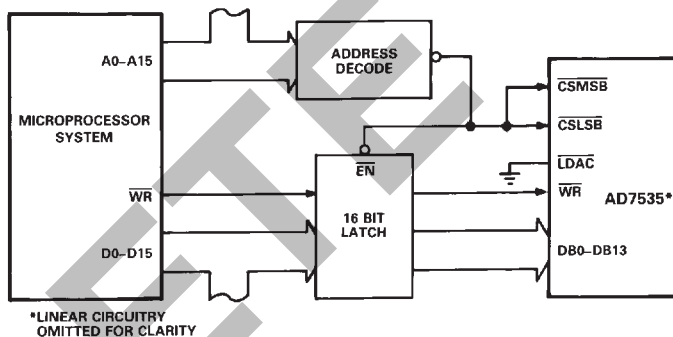 A0–A15
ADDRESS
DECODE
MICROPROCESSOR
SYSTEM
CSMSB
CSLSB
EN
LDAC
WR
WR
AD7535*
16 BIT
LATCH
D0–D15
DB0–DB13
*LINEAR CIRCUITRY
OMITTED FOR CLARITY
ETE